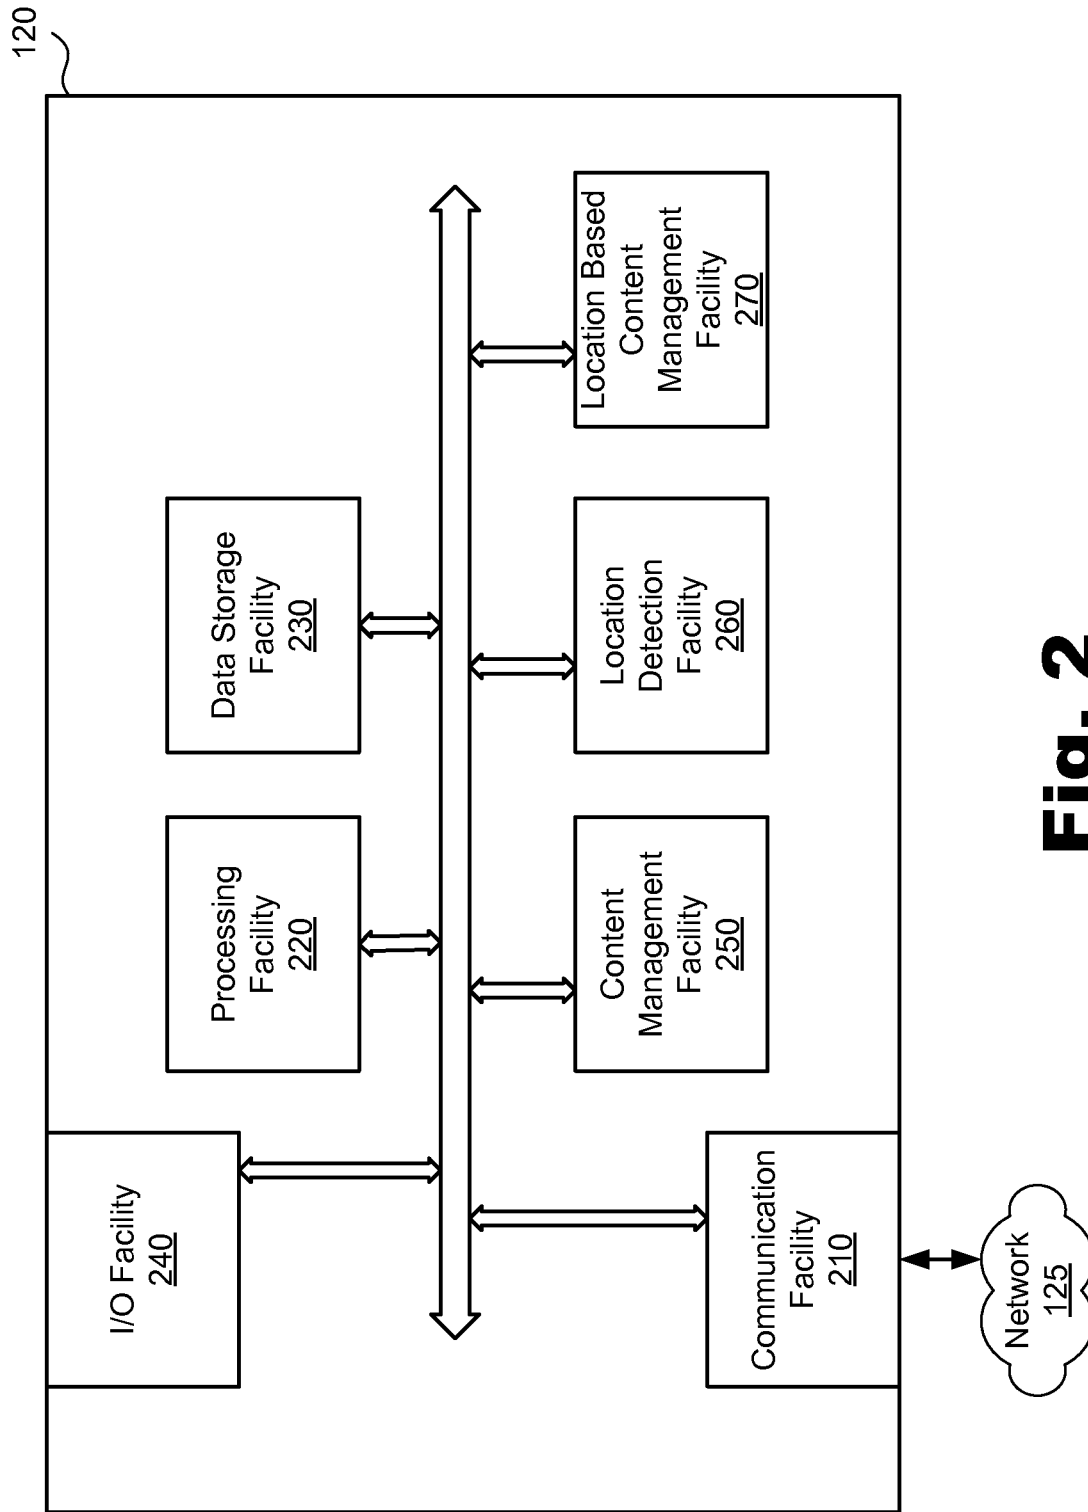 120
I/O Facility
240
Processing
Facility
220
Data Storage
Facility
230
Communication
Facility
210
Content
Management
Facility
250
Location
Detection
Facility
260
Location Based
Content
Management
Facility
270
Network
125
Fig. 2